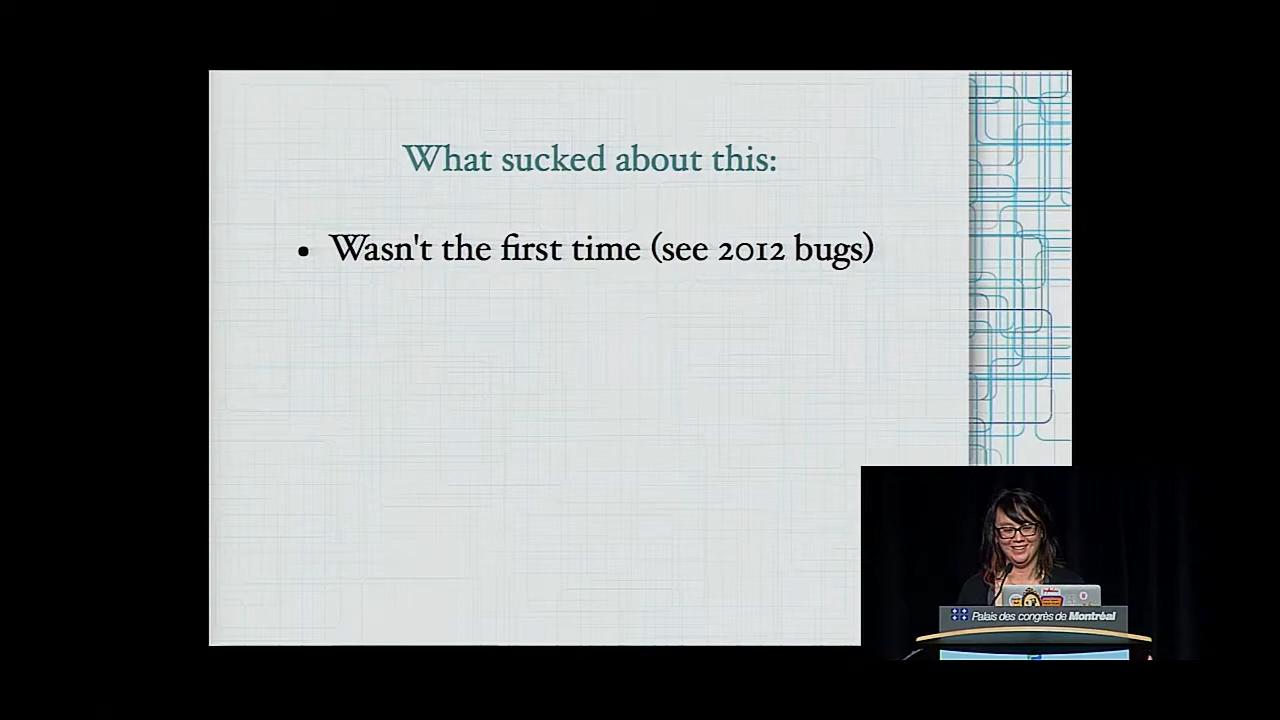 What sucked about this:
• Wasn't the first time (see 2012 bugs)
Palais des congrès de Montréal